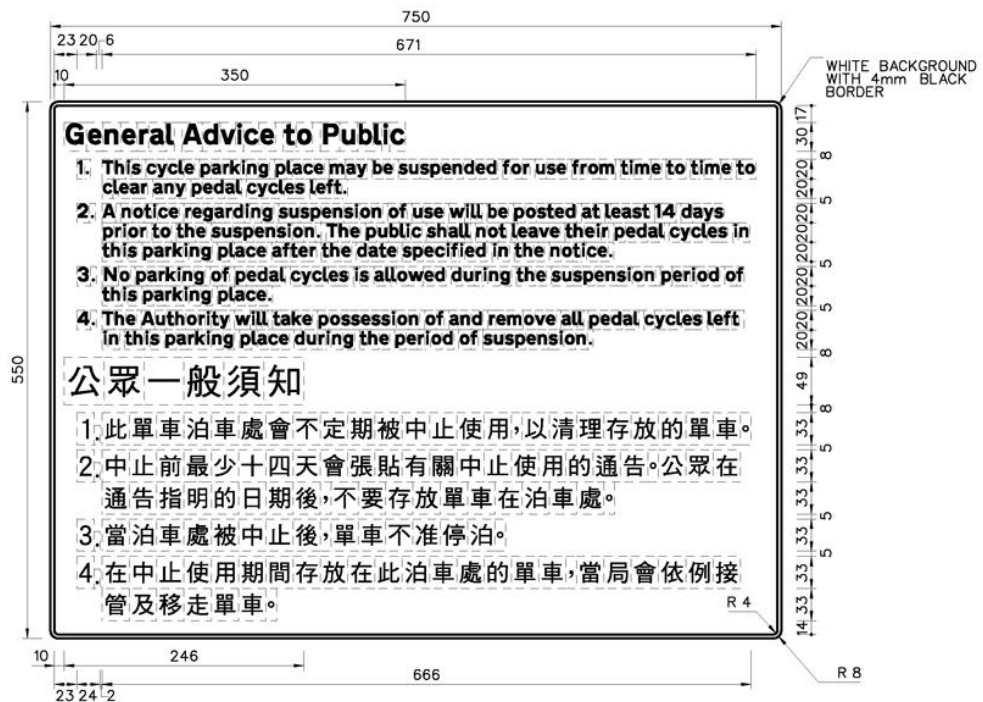 750
23 20 6 671
10 350
WHITE BACKGROUND
WITH 4mm BLACK
BORDER
General Advice to Public
1. This cycle parking place may be suspended for use from time to time to
clear any pedal cycles left.
2. A notice regarding suspension of use will be posted at least 14 days
prior to the suspension. The public shall not leave their pedal cycles in
this parking place after the date specified in the notice.
3. No parking of pedal cycles is allowed during the suspension period of
this parking place.
4. The Authority will take possession of and remove all pedal cycles left
in this parking place during the period of suspension.
公眾一般須知
1. 此單車泊車處會不定期被中止使用,以清理存放的單車。
2. 中止前最少十四天會張貼有關中止使用的通告。公眾在
通告指明的日期後,不要存放單車在泊車處。
3. 當泊車處被中止後,單車不准停泊。
4. 在中止使用期間存放在此泊車處的單車,當局會依例接
管及移走單車。
550
17
30
8
20
20
5
20
20
20
5
20
20
5
20
20
8
49
8
33
5
33
33
5
33
5
33
33
14
R 4
R 8
10 246
666
23 24 2